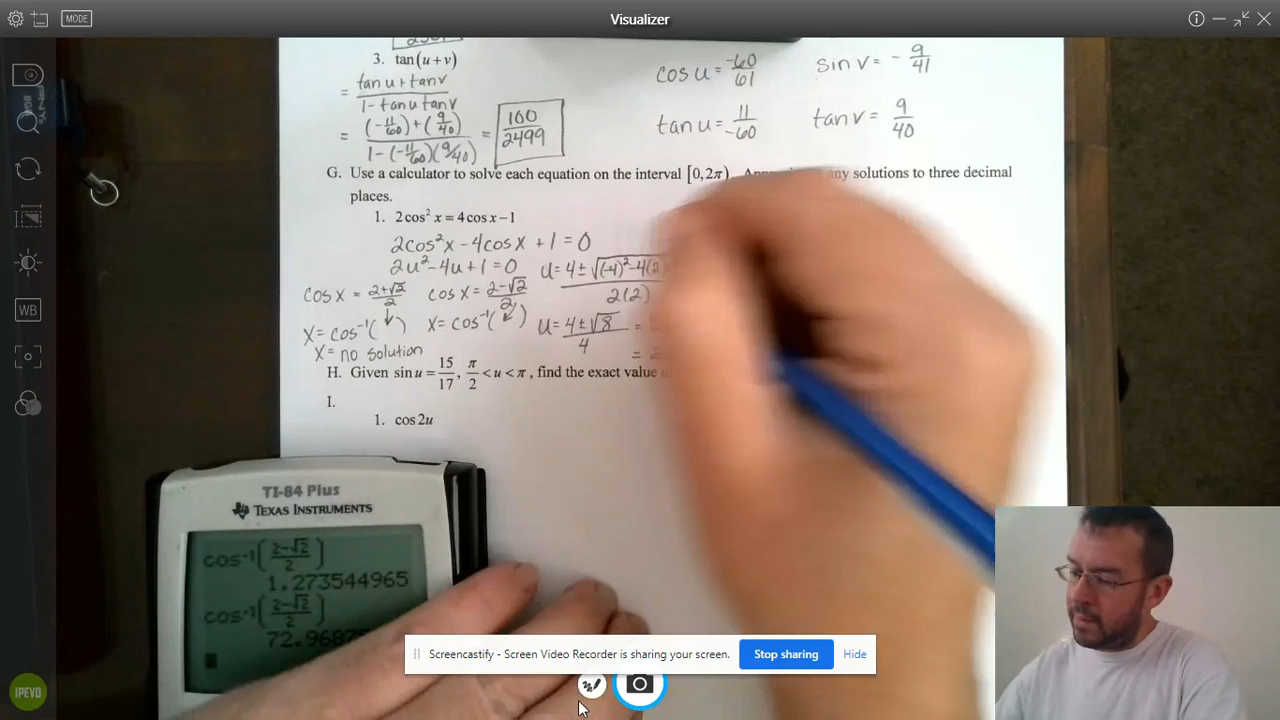 MODE
Visualizer
3. tan(u+v)
= tan u + tan v / 1 - tan u tan v
= (-11/60)+(9/40) / 1-(-11/60)(9/40) = 100/2499
cos u = -60/61
sin v = - 9/41
tan u = 11/-60
tan v = 9/40
G. Use a calculator to solve each equation on the interval [0, 2π). any solutions to three decimal
places.
1. 2cos² x = 4cos x − 1
2cos²x - 4cosx + 1 = 0
2u² - 4u + 1 = 0
u = 4 ± √(-4)² - 4(2) / 2(2)
cos x = 2+√2/2
cos x = 2-√2/2
x = cos⁻¹( )
x = cos⁻¹( )
u = 4 ± √8 / 4 =
x = no solution
= 2
H. Given sin u = 15/17, π/2 < u < π, find the exact value
I.
1. cos 2u
TI-84 Plus
TEXAS INSTRUMENTS
cos⁻¹(2-√2/2)
1.273544965
cos⁻¹(2-√2/2)
72.968
WB
Screencastify - Screen Video Recorder is sharing your screen.
Stop sharing
Hide
IPEVO